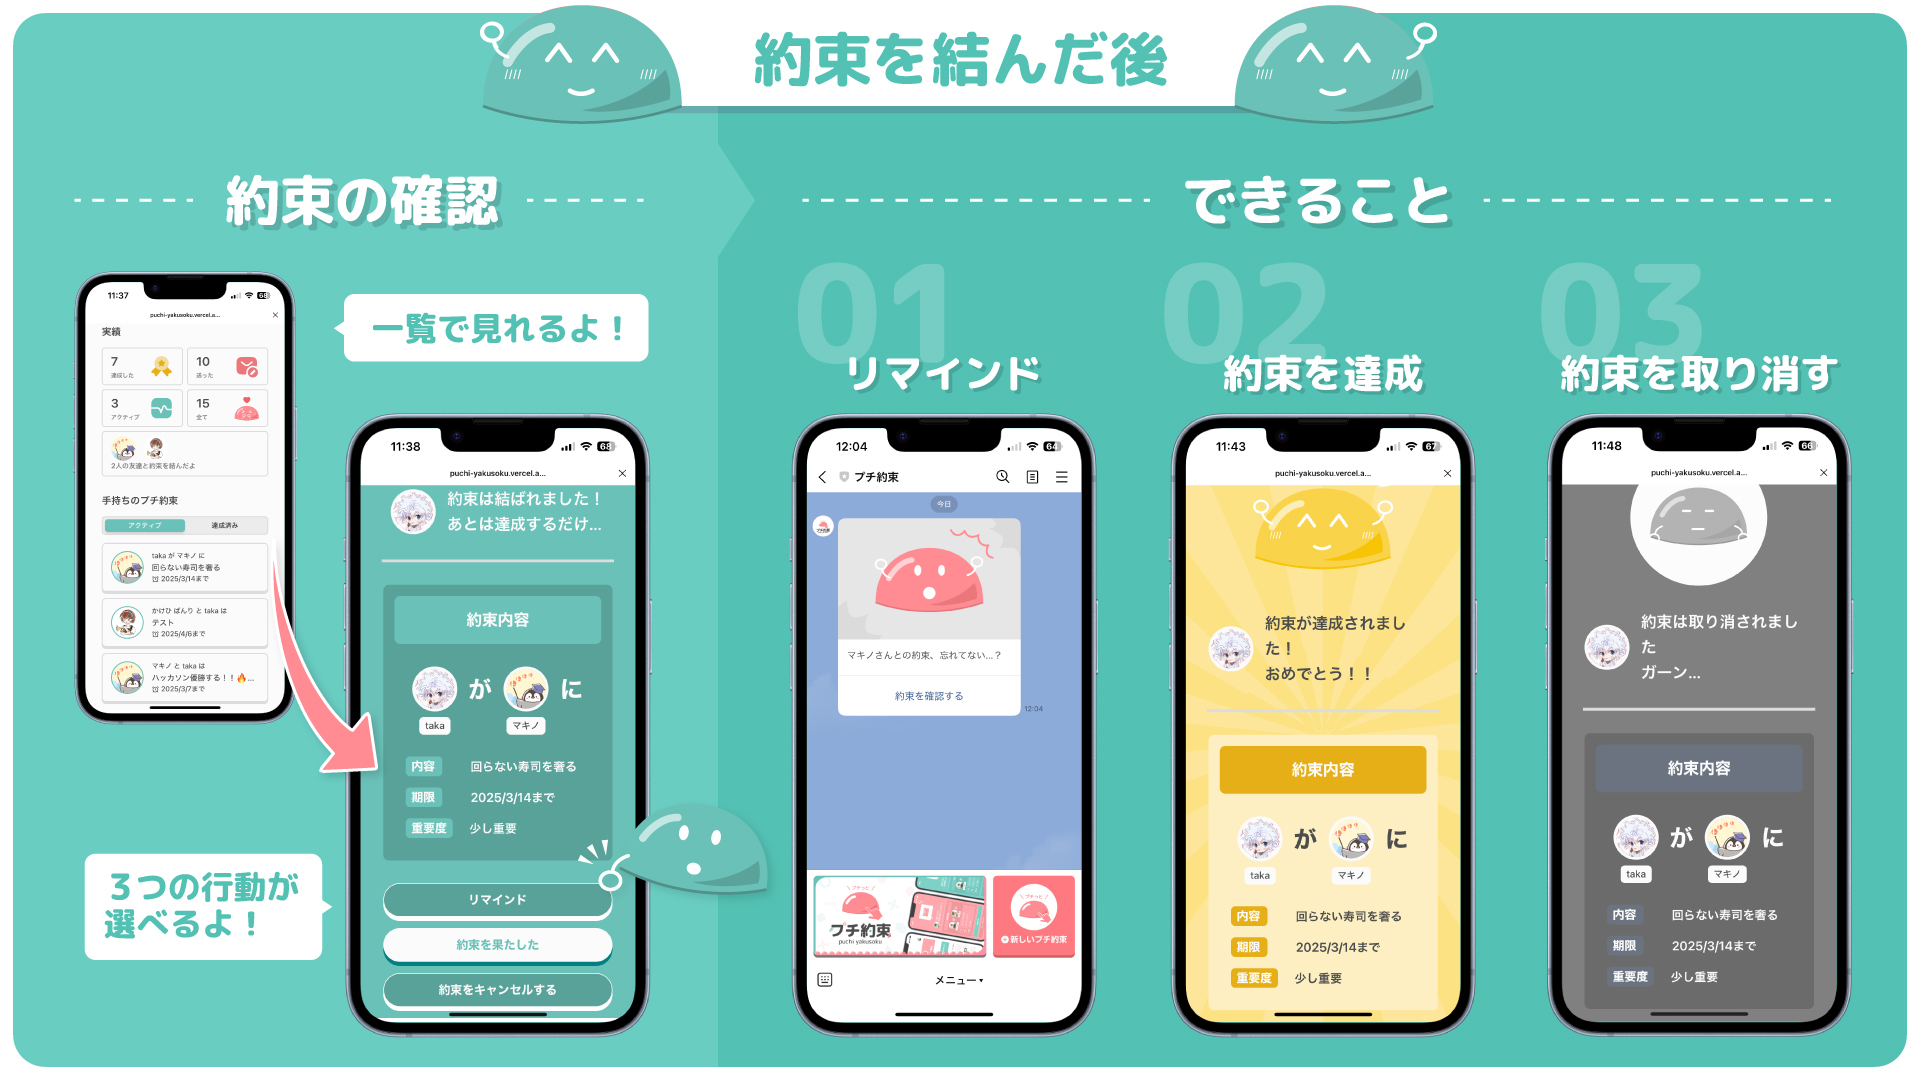 約束を結んだ後
約束の確認
一覧で見れるよ！
11:37
68
puchi-yakusoku.vercel.a...
実績
7
達成した
10
送った
3
アクティブ
15
全て
2人の友達と約束を結んだよ
手持ちのプチ約束
アクティブ
達成済み
taka が マキノ に
回らない寿司を奢る
2025/3/14まで
かけひ ぱんり と taka は
テスト
2025/4/6まで
マキノ と taka は
ハッカソン優勝する！！🔥...
2025/3/7まで
３つの行動が
選べるよ！
11:38
68
puchi-yakusoku.vercel.a...
約束は結ばれました！
あとは達成するだけ...
約束内容
が
に
taka
マキノ
内容
回らない寿司を奢る
期限
2025/3/14まで
重要度
少し重要
リマインド
約束を果たした
約束をキャンセルする
できること
01
リマインド
12:04
64
プチ約束
今日
マキノさんとの約束、忘れてない...？
約束を確認する
12:04
プチっと
プチ約束
puchi yakusoku
プチっと
新しいプチ約束
メニュー
02
約束を達成
11:43
67
puchi-yakusoku.vercel.a...
約束が達成されまし
た！
おめでとう！！
約束内容
が
に
taka
マキノ
内容
回らない寿司を奢る
期限
2025/3/14まで
重要度
少し重要
03
約束を取り消す
11:48
66
puchi-yakusoku.vercel.a...
約束は取り消されまし
た
ガーン...
約束内容
が
に
taka
マキノ
内容
回らない寿司を奢る
期限
2025/3/14まで
重要度
少し重要